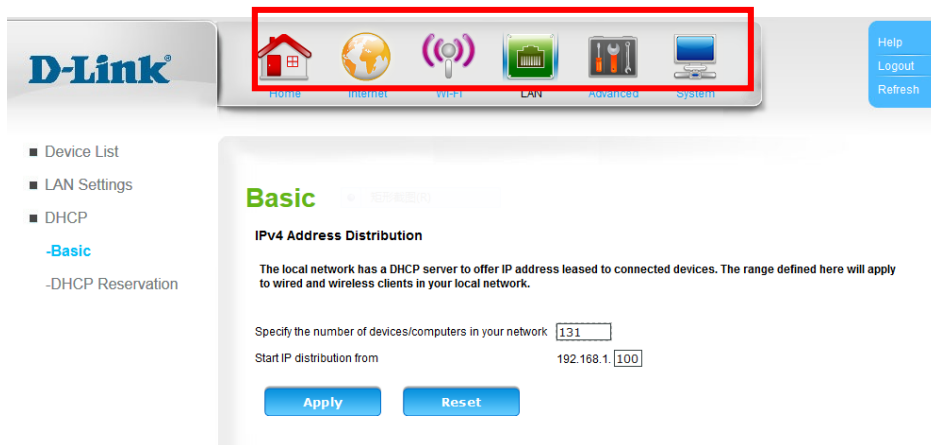 D-Link®
Home Internet Wi-Fi LAN Advanced System
Help
Logout
Refresh
Device List
LAN Settings
DHCP
-Basic
-DHCP Reservation
Basic
IPv4 Address Distribution
The local network has a DHCP server to offer IP address leased to connected devices. The range defined here will apply
to wired and wireless clients in your local network.
Specify the number of devices/computers in your network 131
Start IP distribution from 192.168.1. 100
Apply Reset